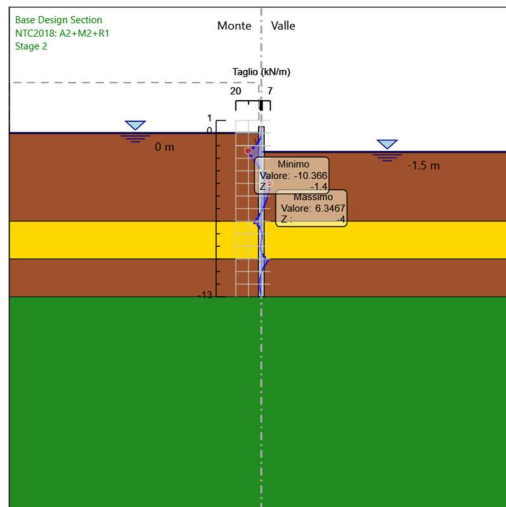 Base Design Section
NTC2018: A2+M2+R1
Stage 2
Monte
Valle
Taglio (kN/m)
20
7
1
0
0 m
-1.5 m
Minimo
Valore: -10.366
Z -1.4
Massimo
Valore: 6.3467
Z : -4
-13